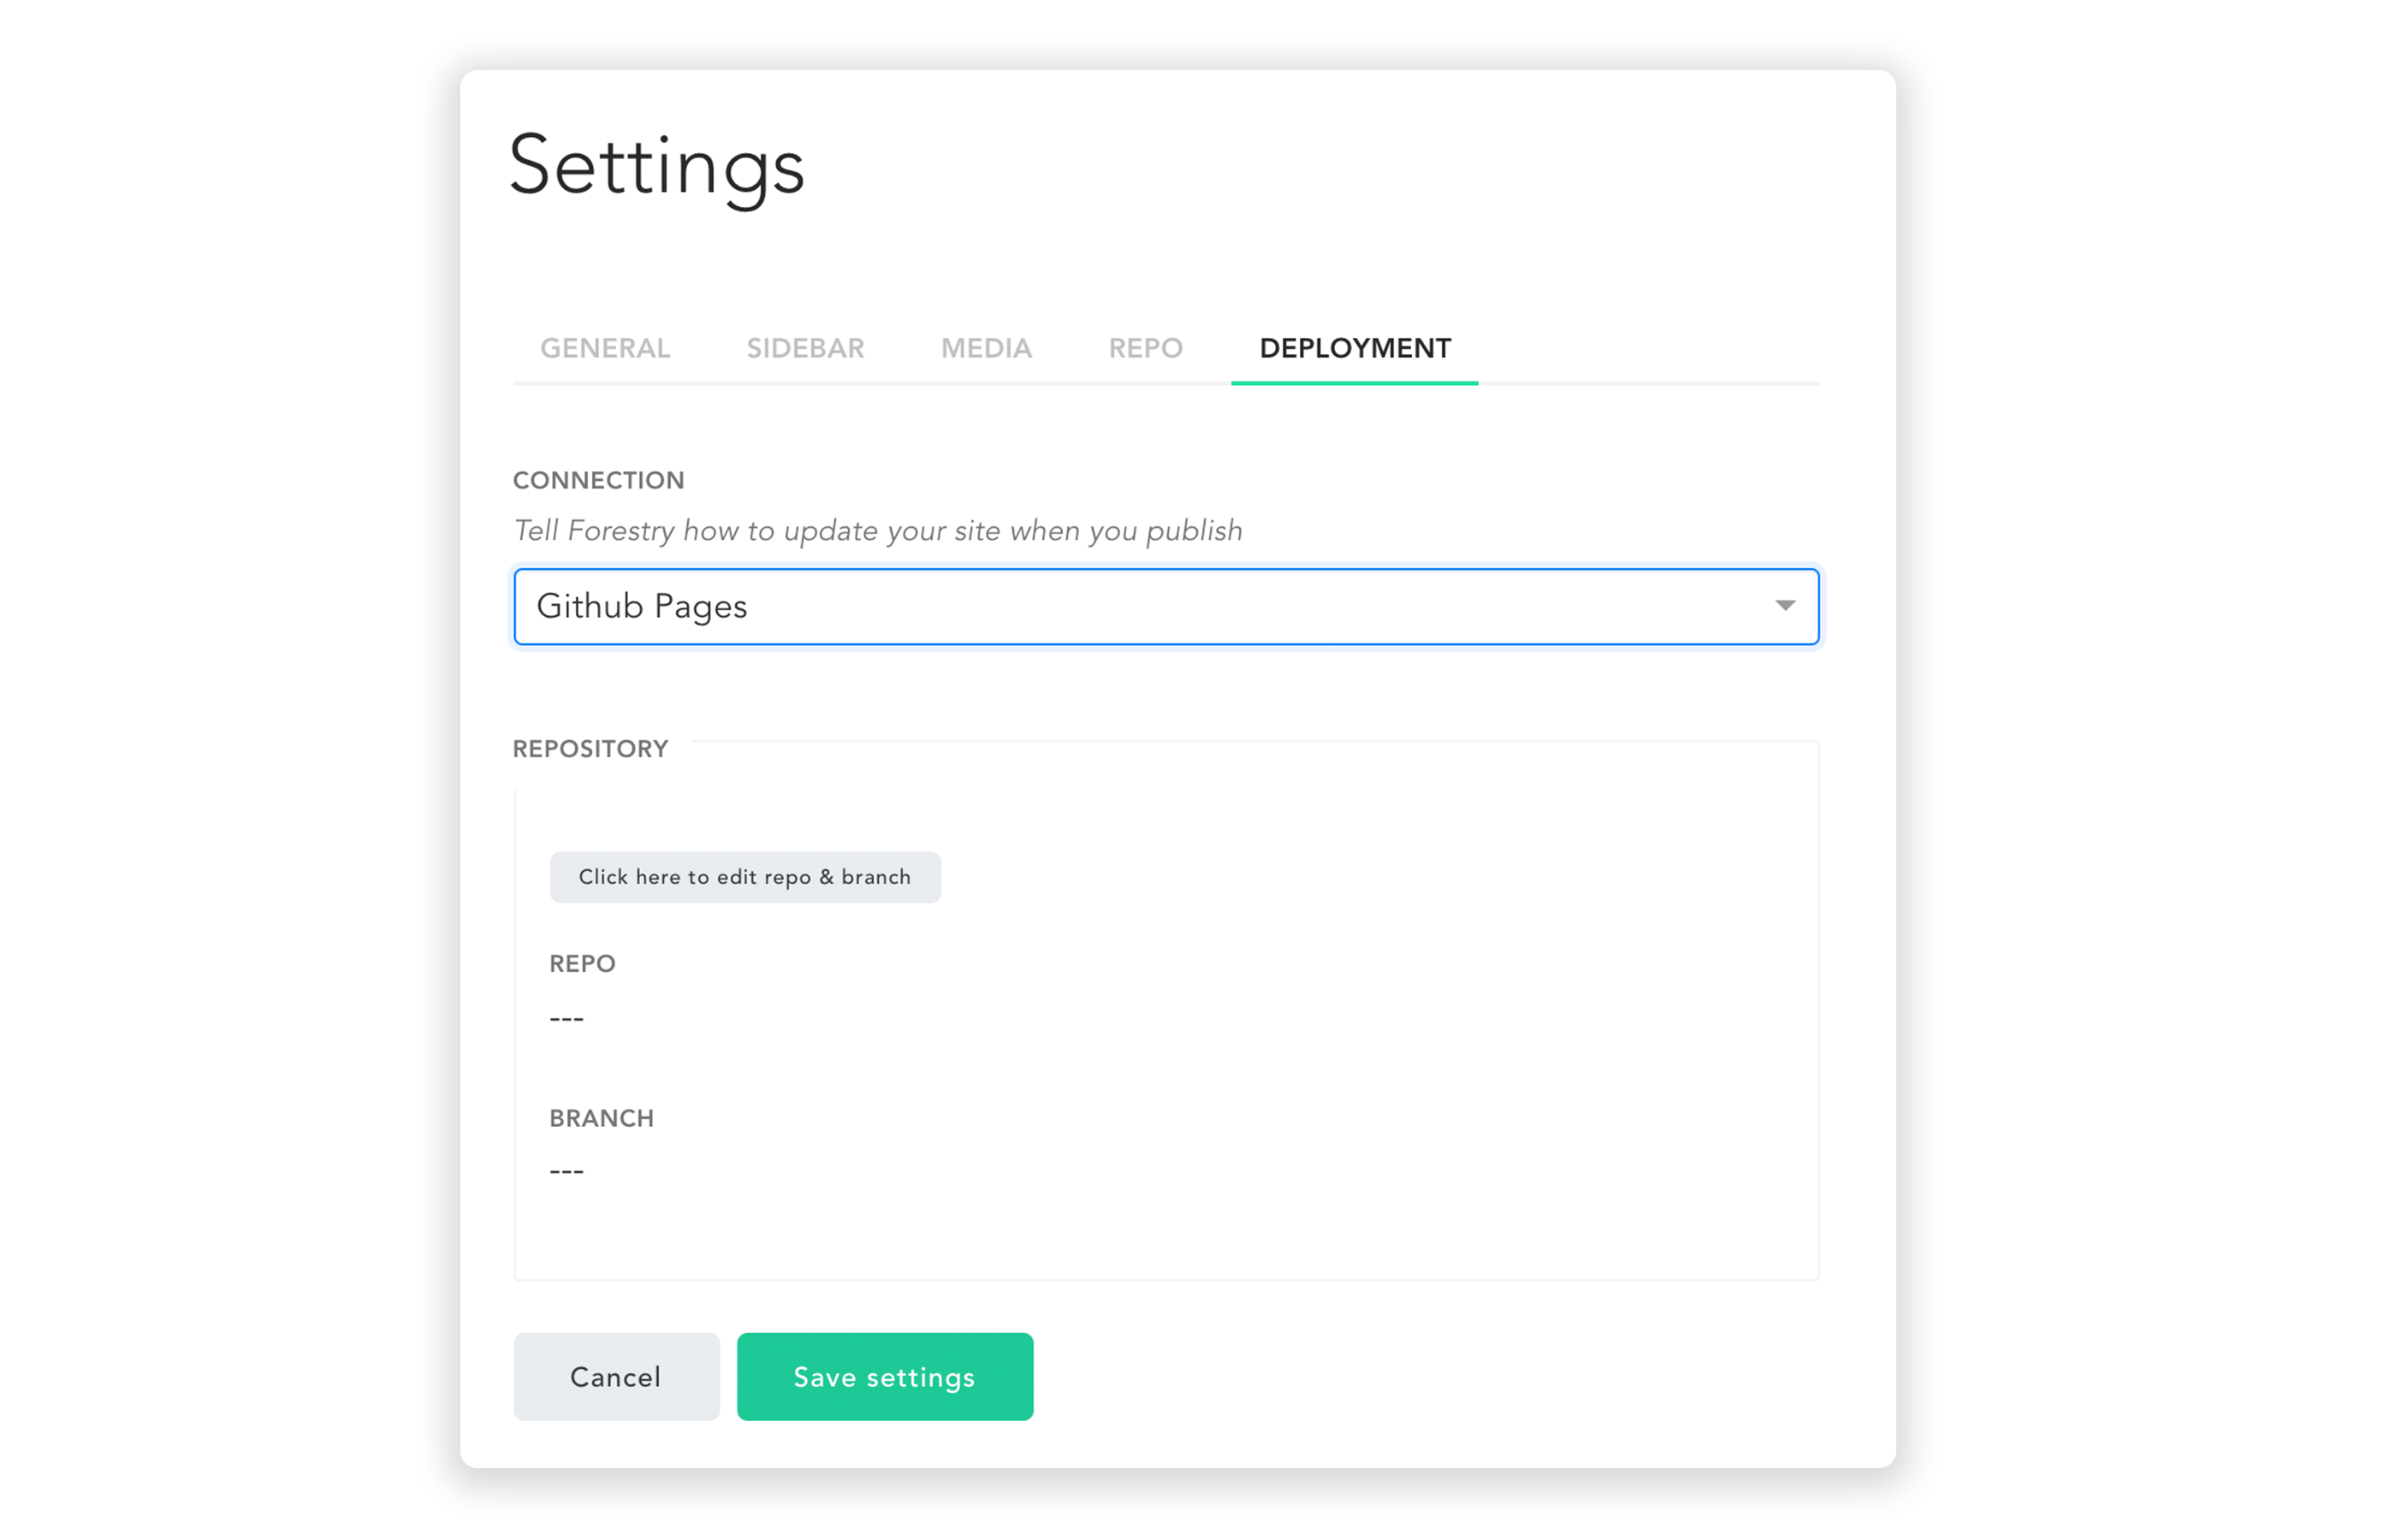 Settings
GENERAL SIDEBAR MEDIA REPO DEPLOYMENT
CONNECTION
Tell Forestry how to update your site when you publish
Github Pages
REPOSITORY
Click here to edit repo & branch
REPO
---
BRANCH
---
Cancel Save settings